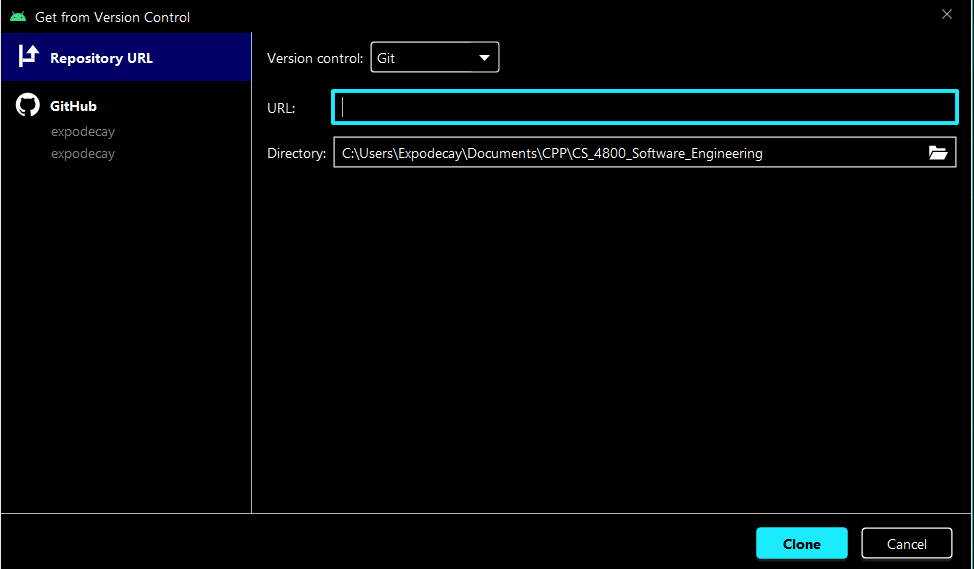 Get from Version Control
Repository URL
GitHub
expodecay
expodecay
Version control: Git
URL:
Directory: C:\Users\Expodecay\Documents\CPP\CS_4800_Software_Engineering
Clone Cancel